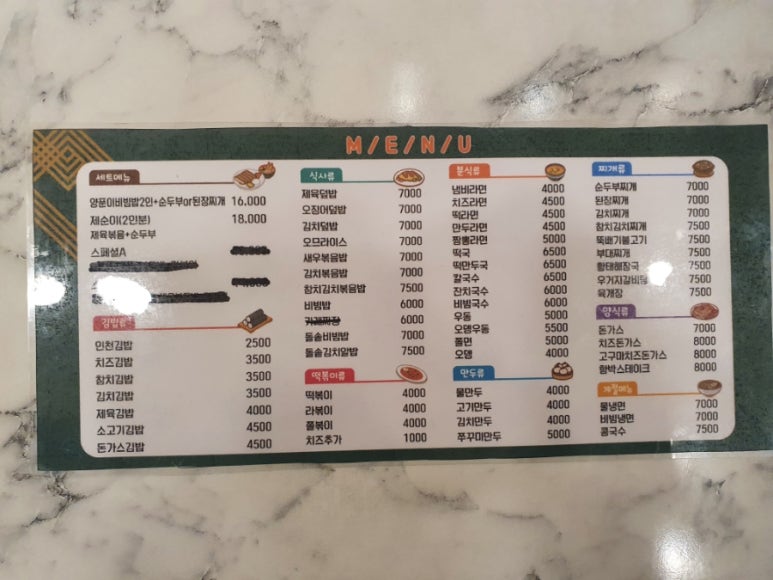 M/E/N/U
세트메뉴
양푼이비빔밥2인+순두부or된장찌개 16.000
제순이(2인분) 18.000
제육볶음+순두부
스페셜A
김밥류
인천김밥 2500
치즈김밥 3500
참치김밥 3500
김치김밥 3500
제육김밥 4000
소고기김밥 4500
돈가스김밥 4500
식사류
제육덮밥 7000
오징어덮밥 7000
김치덮밥 7000
오므라이스 7000
새우볶음밥 7000
김치볶음밥 7000
참치김치볶음밥 7500
비빔밥 6000
카레짜장 6000
돌솥비빔밥 7000
돌솥김치알밥 7500
떡볶이류
떡볶이 4000
라볶이 4000
쫄볶이 4000
치즈추가 1000
분식류
냄비라면 4000
치즈라면 4500
떡라면 4500
만두라면 4500
짬뽕라면 5000
떡국 6500
떡만두국 6500
칼국수 6500
잔치국수 6000
비빔국수 6500
우동 5000
오뎅우동 5500
쫄면 5000
오뎅 4000
만두류
물만두 4000
고기만두 4000
김치만두 4000
쭈꾸미만두 5000
찌개류
순두부찌개 7000
된장찌개 7000
김치찌개 7000
참치김치찌개 7500
뚝배기불고기 7000
부대찌개 7000
황태해장국 7000
우거지갈비탕 7500
육개장 7500
양식류
돈가스 7000
치즈돈가스 8000
고구마치즈돈가스 8000
함박스테이크 8000
계절메뉴
물냉면 7000
비빔냉면 7000
콩국수 7500